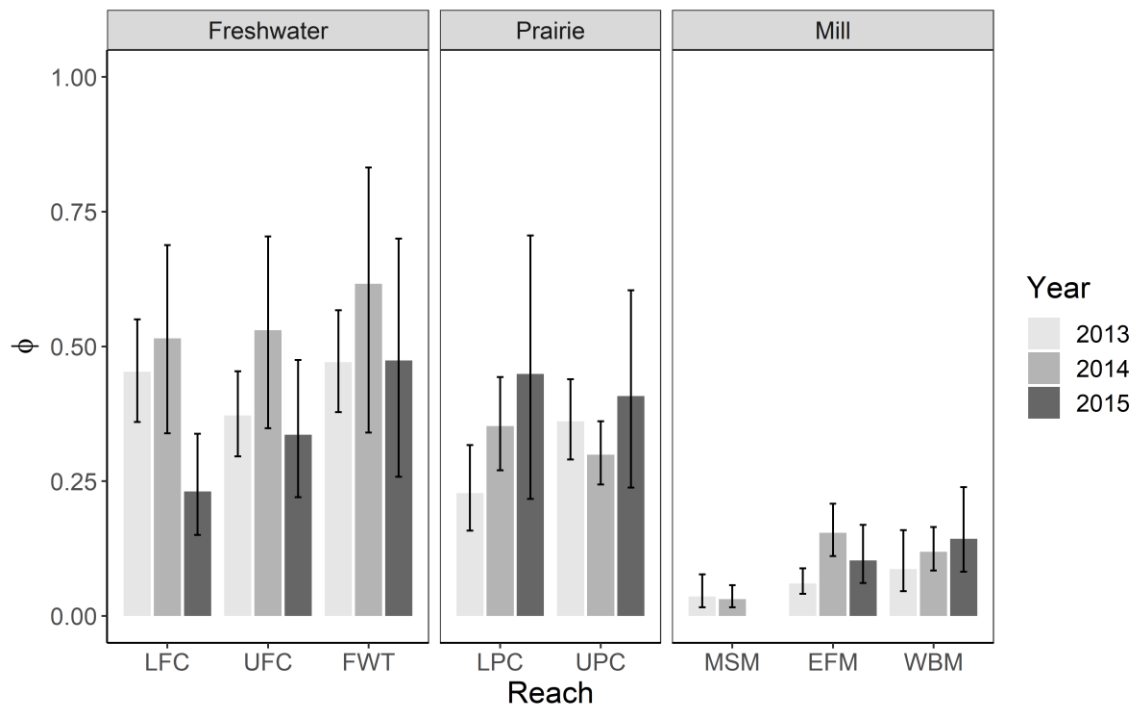 Freshwater Prairie Mill
1.00
0.75
0.50
0.25
0.00
ϕ
LFC UFC FWT LPC UPC MSM EFM WBM
Reach
Year
2013
2014
2015